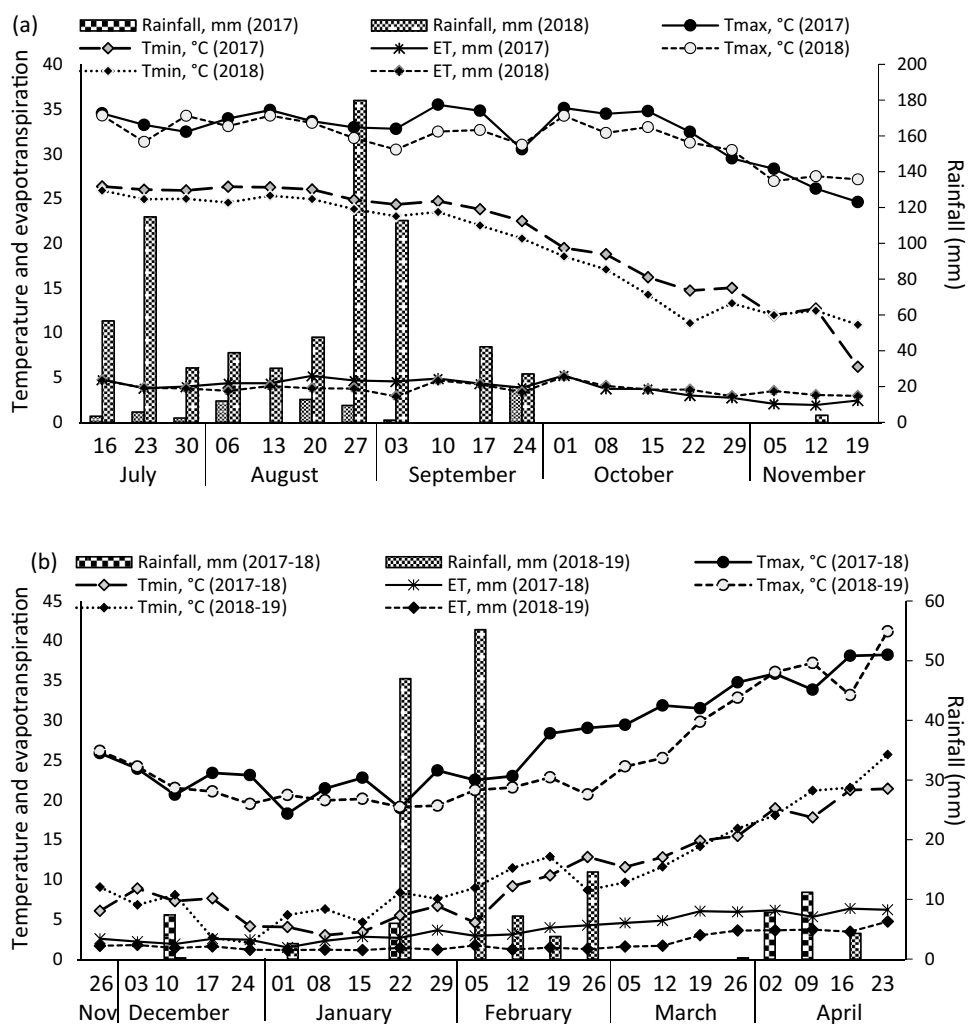 (a)
Rainfall, mm (2017) Rainfall, mm (2018) Tmax, °C (2017)
Tmin, °C (2017) ET, mm (2017) Tmax, °C (2018)
Tmin, °C (2018) ET, mm (2018)
Temperature and evapotranspiration
40
35
30
25
20
15
10
5
0
200
180
160
140
120
100
80
60
40
20
0
Rainfall (mm)
16 23 30 06 13 20 27 03 10 17 24 01 08 15 22 29 05 12 19
July August September October November
(b)
Rainfall, mm (2017-18) Rainfall, mm (2018-19) Tmax, °C (2017-18)
Tmin, °C (2017-18) ET, mm (2017-18) Tmax, °C (2018-19)
Tmin, °C (2018-19) ET, mm (2018-19)
Temperature and evapotranspiration
45
40
35
30
25
20
15
10
5
0
60
50
40
30
20
10
0
Rainfall (mm)
26 03 10 17 24 01 08 15 22 29 05 12 19 26 05 12 19 26 02 09 16 23
Nov December January February March April